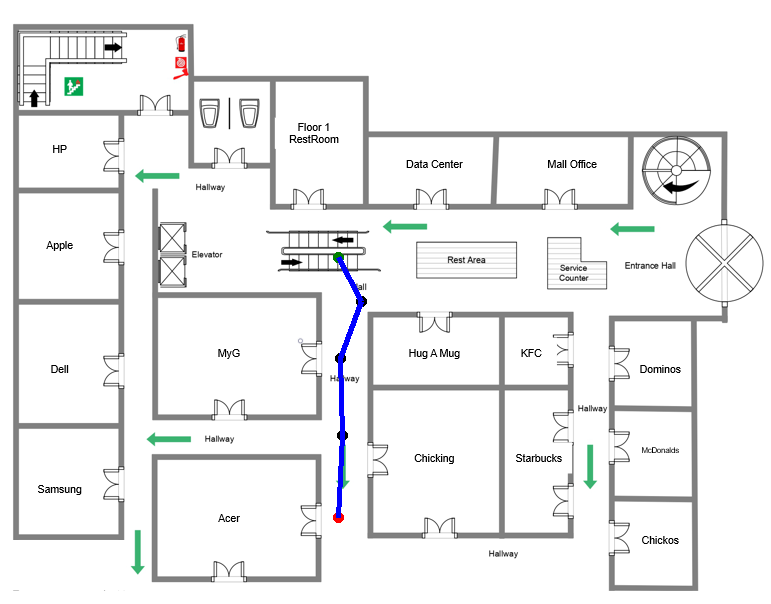 HP
Floor 1
RestRoom
Data Center
Mall Office
Hallway
Apple
Elevator
Rest Area
Service
Counter
Entrance Hall
MyG
Hug A Mug
KFC
Dell
Dominos
Hallway
Hallway
Hallway
Samsung
Chicking
Starbucks
McDonalds
Acer
Chickos
Hallway